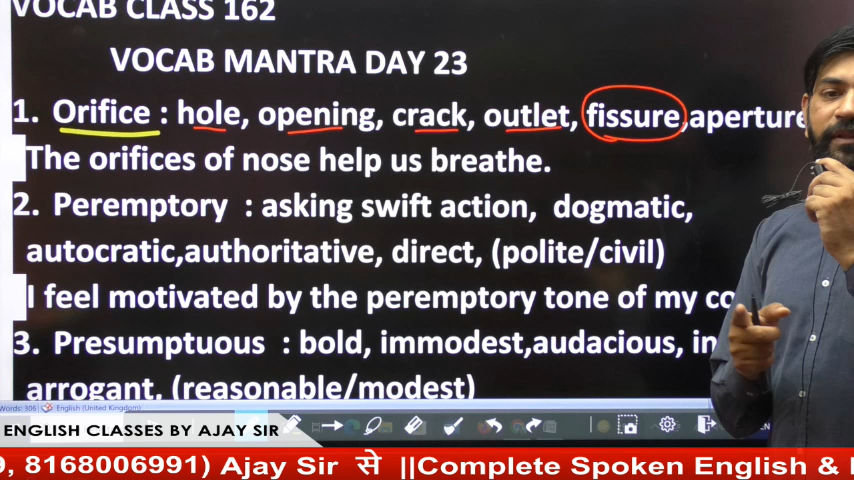 VOCAB CLASS 162
VOCAB MANTRA DAY 23
1. Orifice : hole, opening, crack, outlet, fissure,aperture
The orifices of nose help us breathe.
2. Peremptory : asking swift action, dogmatic,
autocratic,authoritative, direct, (polite/civil)
I feel motivated by the peremptory tone of my co
3. Presumptuous : bold, immodest,audacious, in
arrogant, (reasonable/modest)
Words: 306 English (United Kingdom)
ENGLISH CLASSES BY AJAY SIR
EN
9, 8168006991) Ajay Sir से ||Complete Spoken English &